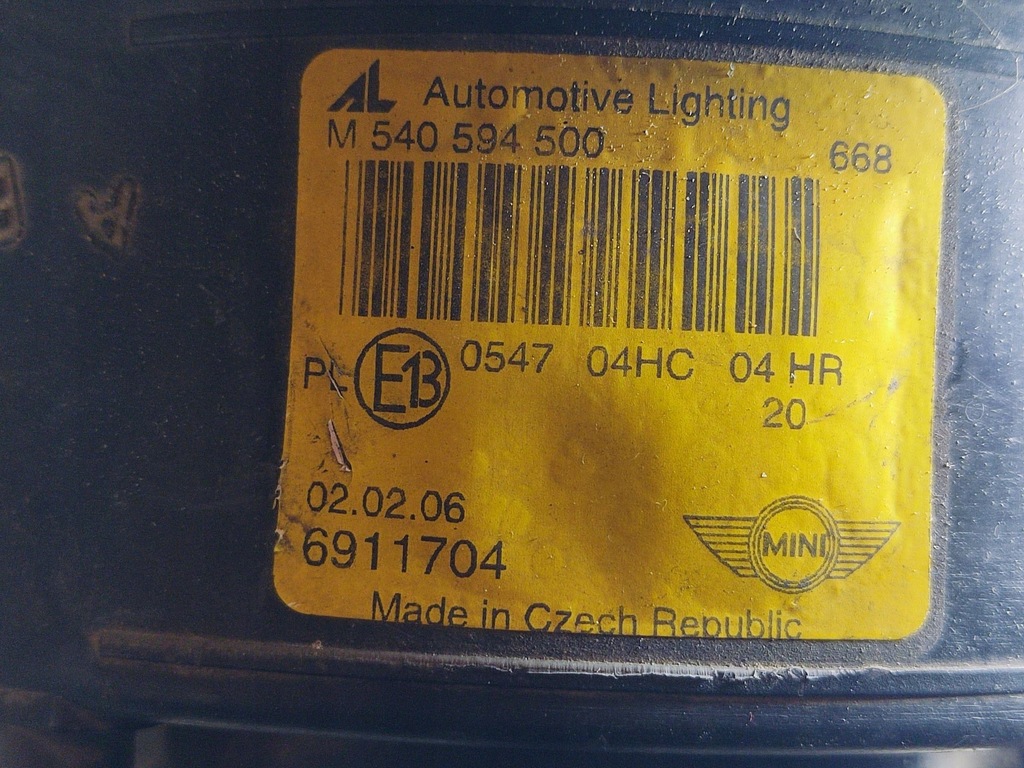 AL Automotive Lighting
M 540 594 500 668
PL E13 0547 04HC 04 HR
20
02.02.06
6911704
MINI
Made in Czech Republic